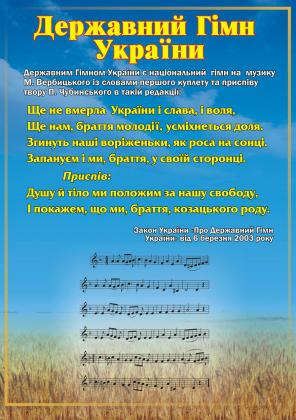 Державний Гімн
України
Державним Гімном України є національний гімн на музику
М. Вербицького із словами першого куплету та приспіву
твору П. Чубинського в такій редакції:
Ще не вмерла України і слава, і воля,
Ще нам, браття молодії, усміхнеться доля.
Згинуть наші воріженьки, як роса на сонці.
Запануєм і ми, браття, у своїй сторонці.
Приспів:
Душу й тіло ми положим за нашу свободу,
І покажем, що ми, браття, козацького роду.
Закон України -Про Державний Гімн
України- від 6 березня 2003 року